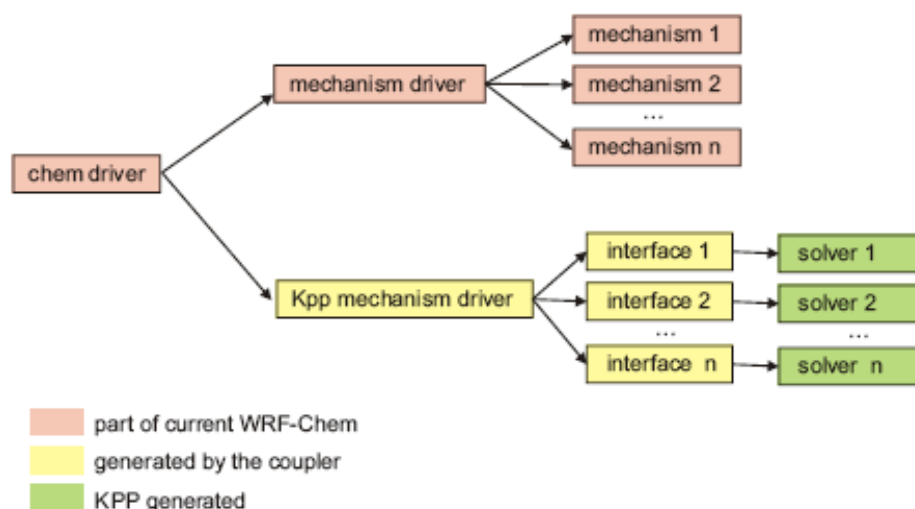 mechanism 1
mechanism driver
mechanism 2
...
mechanism n
chem driver
interface 1
solver 1
Kpp mechanism driver
interface 2
solver 2
...
...
interface n
solver n
part of current WRF-Chem
generated by the coupler
KPP generated